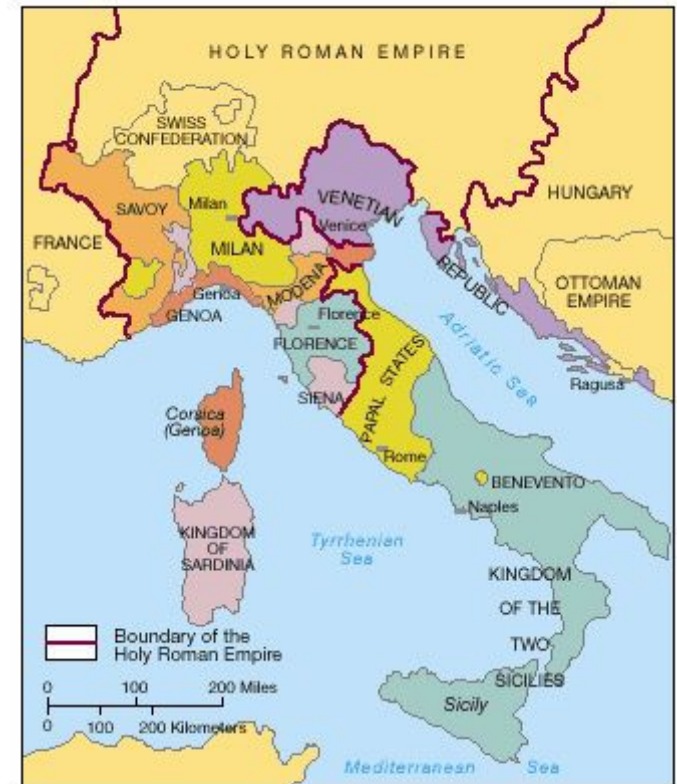 HOLY ROMAN EMPIRE
SWISS
CONFEDERATION
SAVOY
Milan
VENETIAN
HUNGARY
Venice
FRANCE
MILAN
REPUBLIC
OTTOMAN
EMPIRE
MODENA
Genoa
GENOA
Florence
FLORENCE
Adriatic Sea
PAPAL STATES
SIENA
Ragusa
Corsica
(Genoa)
Rome
BENEVENTO
Naples
KINGDOM
OF
SARDINIA
Tyrrhenian
Sea
KINGDOM
OF THE
TWO
SICILIES
Sicily
Boundary of the
Holy Roman Empire
0 100 200 Miles
0 100 200 Kilometers
Mediterranean Sea